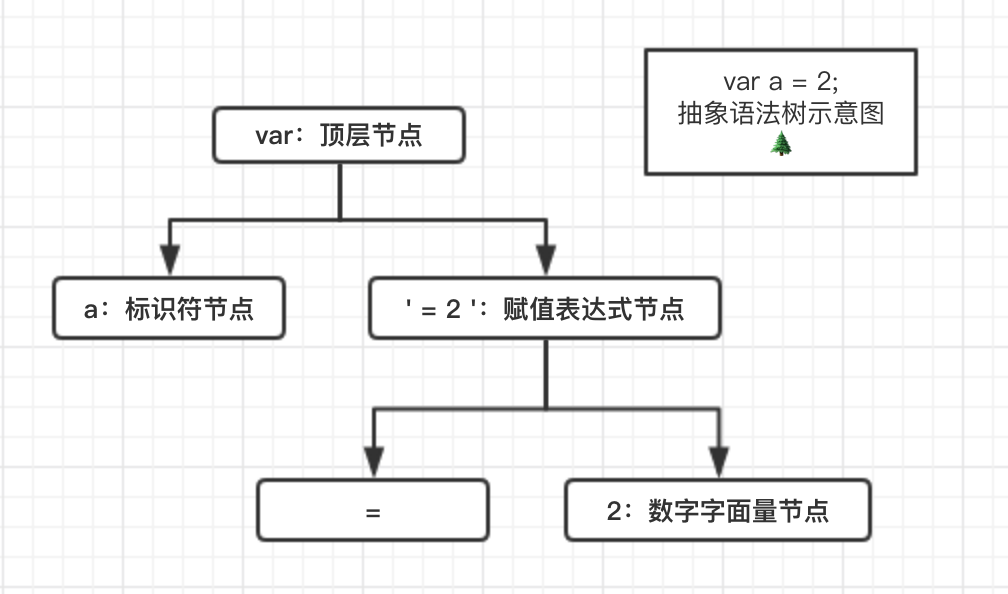 var a = 2;
抽象语法树示意图
var：顶层节点
a：标识符节点
' = 2 '：赋值表达式节点
=
2：数字字面量节点